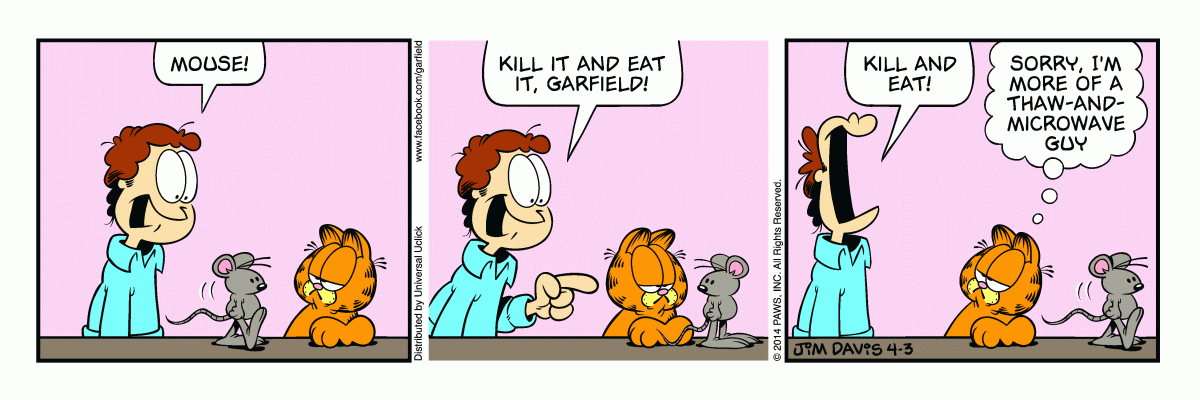 MOUSE!
Distributed by Universal Uclick
www.facebook.com/garfield
KILL IT AND EAT
IT, GARFIELD!
© 2014 PAWS, INC. All Rights Reserved.
KILL AND
EAT!
SORRY, I'M
MORE OF A
THAW-AND-
MICROWAVE
GUY
JIM DAVIS 4-3